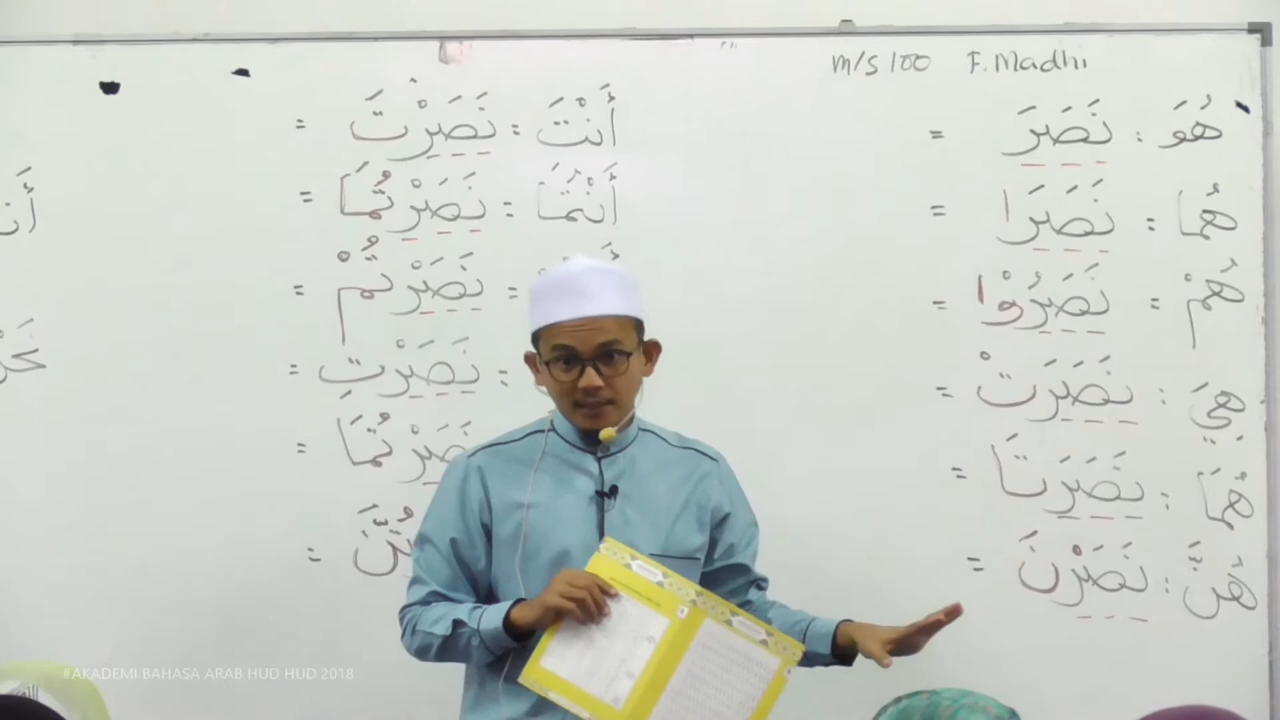 m/s 100 F. Madhi
هُوَ : نَصَرَ =
هُمَا : نَصَرَا =
هُمْ : نَصَرُوْا =
هِيَ : نَصَرَتْ =
هُمَا : نَصَرَتَا =
هُنَّ : نَصَرْنَ =
أَنْتَ : نَصَرْتَ =
أَنْتُمَا : نَصَرْتُمَا =
: نَصَرْتُمْ =
: نَصَرْتِ =
نَصَرْتُمَا =
#AKADEMI BAHASA ARAB HUD HUD 2018